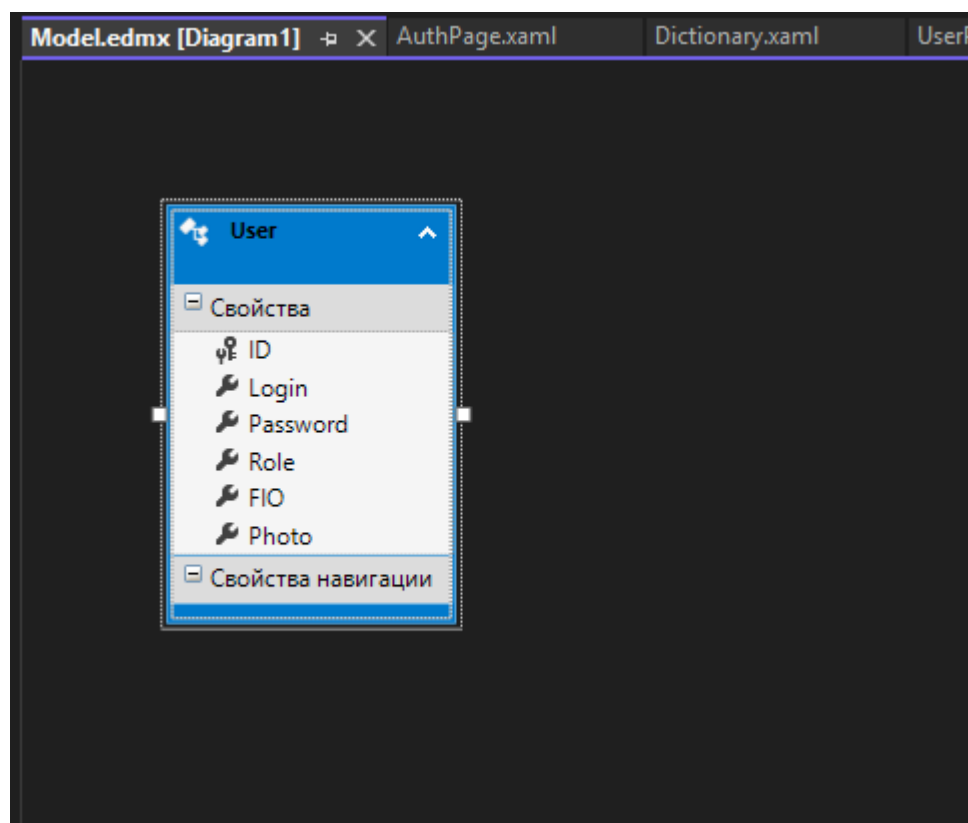 Model.edmx [Diagram1] AuthPage.xaml Dictionary.xaml
User
Свойства
ID
Login
Password
Role
FIO
Photo
Свойства навигации